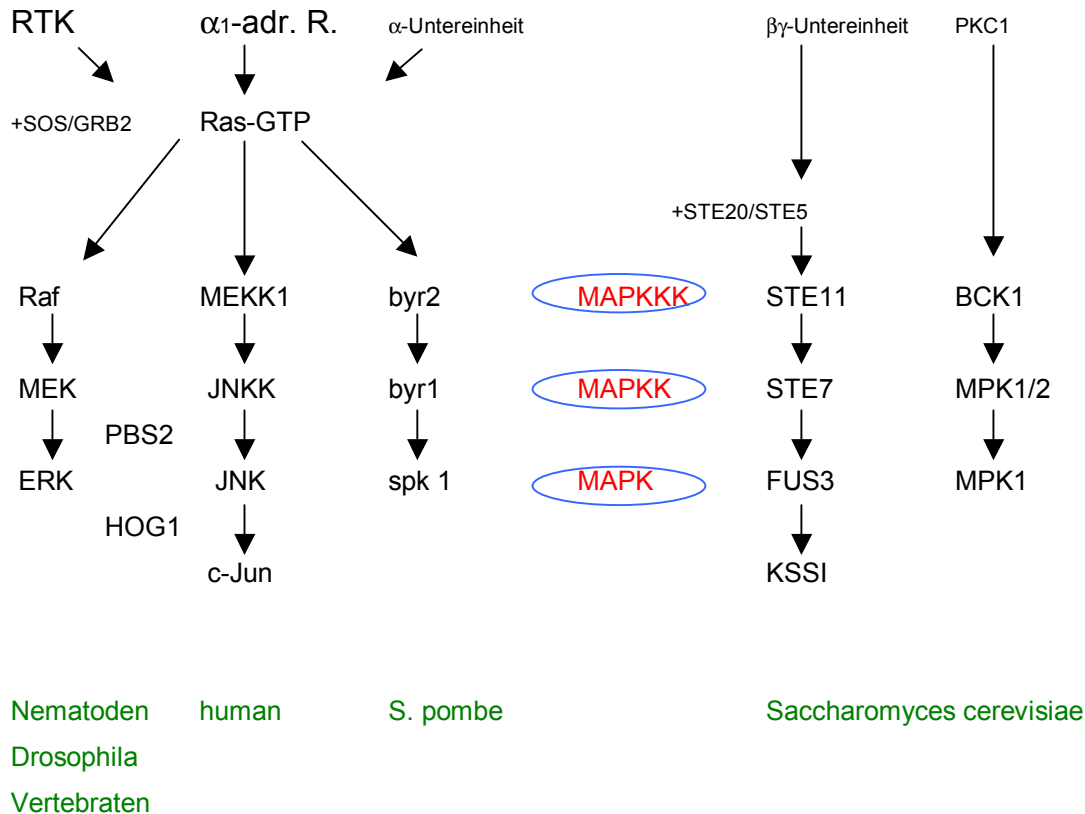 RTK α1-adr. R. α-Untereinheit βγ-Untereinheit PKC1
+SOS/GRB2 Ras-GTP
+STE20/STE5
Raf MEKK1 byr2 MAPKKK STE11 BCK1
MEK JNKK byr1 MAPKK STE7 MPK1/2
PBS2
ERK JNK spk 1 MAPK FUS3 MPK1
HOG1
c-Jun KSSI
Nematoden human S. pombe Saccharomyces cerevisiae
Drosophila
Vertebraten